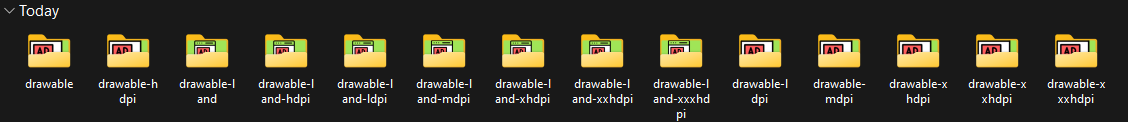 Today
drawable
drawable-h
dpi
drawable-l
and
drawable-l
and-hdpi
drawable-l
and-ldpi
drawable-l
and-mdpi
drawable-l
and-xhdpi
drawable-l
and-xxhdpi
drawable-l
and-xxxhd
pi
drawable-l
dpi
drawable-
mdpi
drawable-x
hdpi
drawable-x
xhdpi
drawable-x
xxhdpi